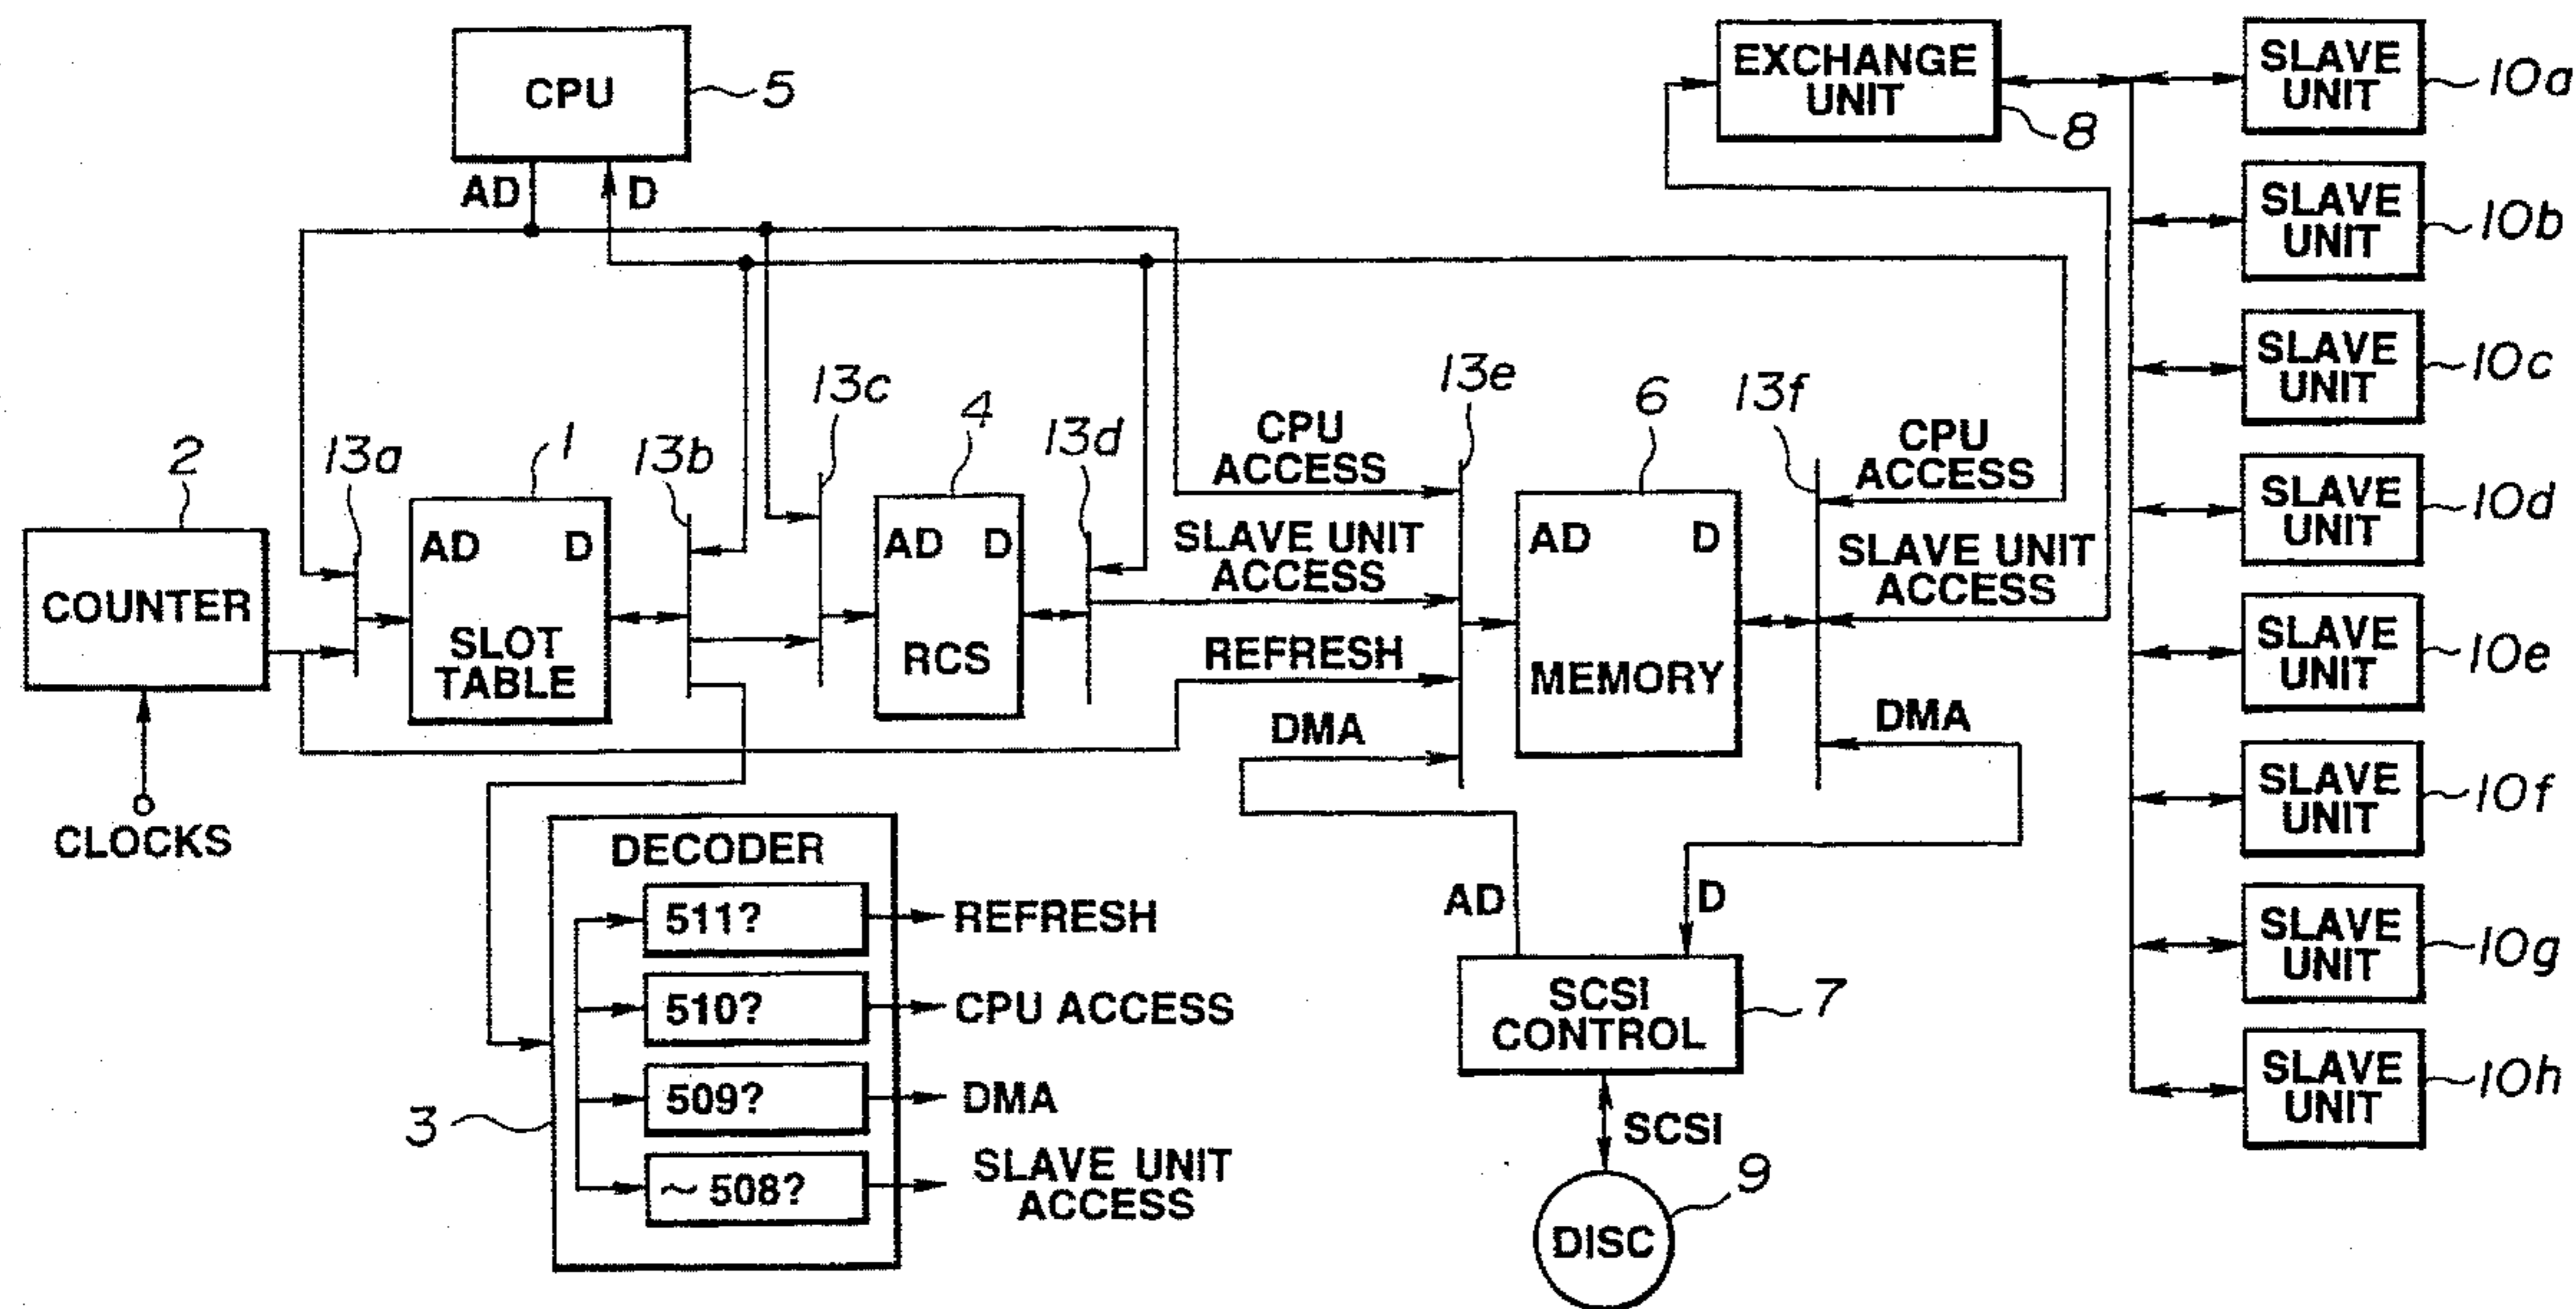 CPU
5
AD
D
EXCHANGE
UNIT
8
SLAVE
UNIT
10a
SLAVE
UNIT
10b
SLAVE
UNIT
10c
SLAVE
UNIT
10d
SLAVE
UNIT
10e
SLAVE
UNIT
10f
SLAVE
UNIT
10g
SLAVE
UNIT
10h
2
COUNTER
CLOCKS
13a
1
AD
D
SLOT
TABLE
13b
13c
4
AD
D
RCS
13d
CPU
ACCESS
SLAVE UNIT
ACCESS
REFRESH
DMA
13e
6
AD
D
MEMORY
13f
CPU
ACCESS
SLAVE UNIT
ACCESS
DMA
3
DECODER
511?
REFRESH
510?
CPU ACCESS
509?
DMA
~ 508?
SLAVE UNIT
ACCESS
AD
D
SCSI
CONTROL
7
SCSI
DISC
9